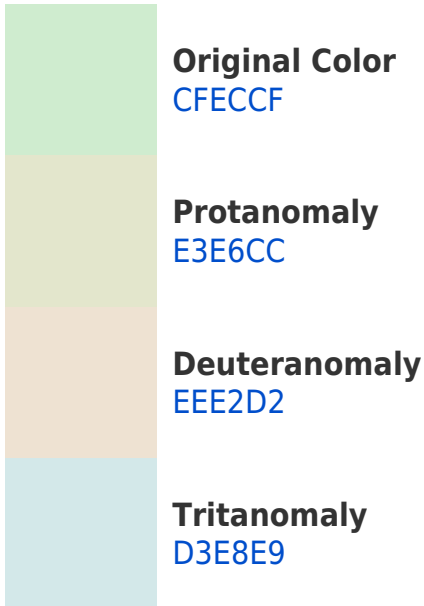 Original Color
CFECCF
Protanomaly
E3E6CC
Deuteranomaly
EEE2D2
Tritanomaly
D3E8E9